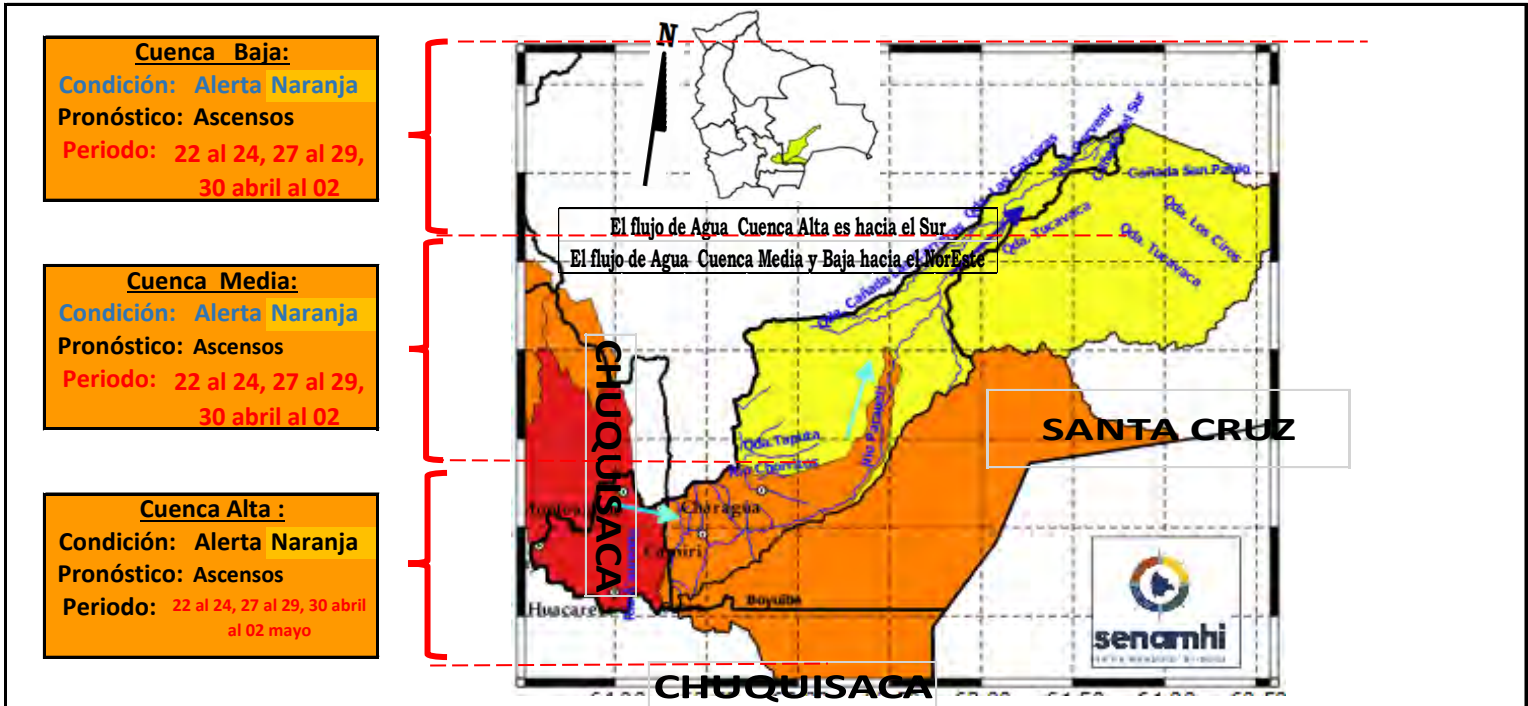 Cuenca Baja:
Condición: Alerta Naranja
Pronóstico: Ascensos
Periodo: 22 al 24, 27 al 29,
30 abril al 02
Cuenca Media:
Condición: Alerta Naranja
Pronóstico: Ascensos
Periodo: 22 al 24, 27 al 29,
30 abril al 02
Cuenca Alta :
Condición: Alerta Naranja
Pronóstico: Ascensos
Periodo: 22 al 24, 27 al 29, 30 abril
al 02 mayo
N
El flujo de Agua Cuenca Alta es hacia el Sur
El flujo de Agua Cuenca Media y Baja hacia el NorEste
Cañada San Pablo
Qda. Los Ciros
Qda. Tucavaca
Qda. Tucavaca
Qda. Taputa
Rio Chorritos
Rio Parapeti
Charagua
Camiri
Boyuibe
CHUQUISACA
SANTA CRUZ
CHUQUISACA
senamhi